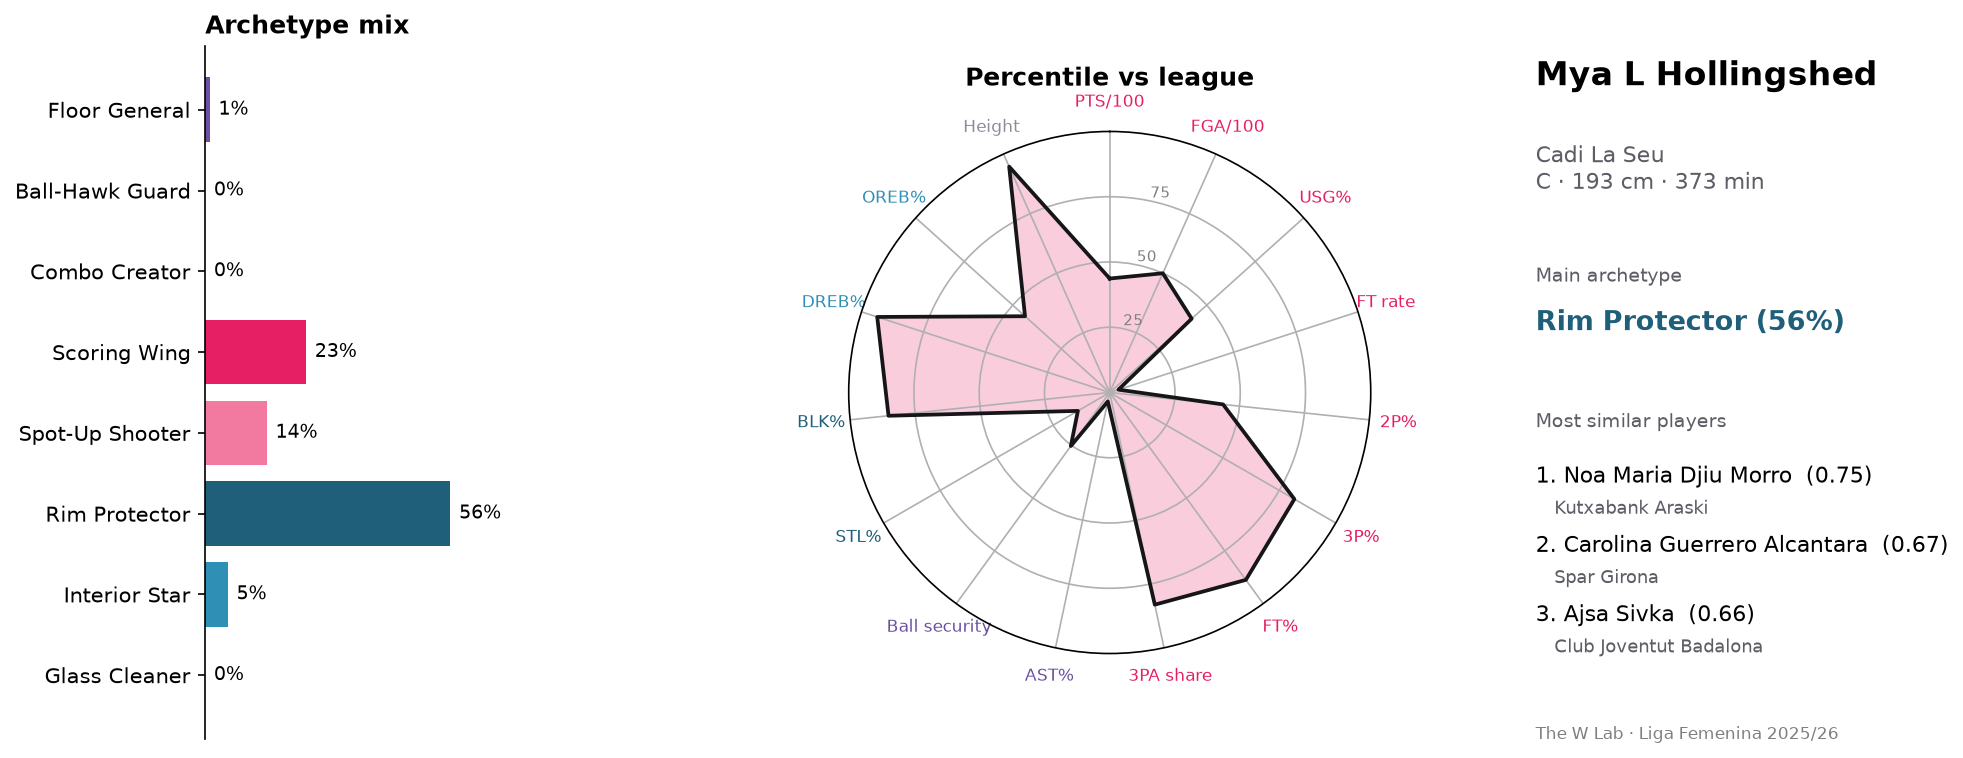 Archetype mix
Floor General
1%
Ball-Hawk Guard
0%
Combo Creator
0%
Scoring Wing
23%
Spot-Up Shooter
14%
Rim Protector
56%
Interior Star
5%
Glass Cleaner
0%
Percentile vs league
PTS/100
FGA/100
USG%
FT rate
2P%
3P%
FT%
3PA share
AST%
Ball security
STL%
BLK%
DREB%
OREB%
Height
75
50
25
Mya L Hollingshed
Cadi La Seu
C · 193 cm · 373 min
Main archetype
Rim Protector (56%)
Most similar players
1. Noa Maria Djiu Morro (0.75)
Kutxabank Araski
2. Carolina Guerrero Alcantara (0.67)
Spar Girona
3. Ajsa Sivka (0.66)
Club Joventut Badalona
The W Lab · Liga Femenina 2025/26